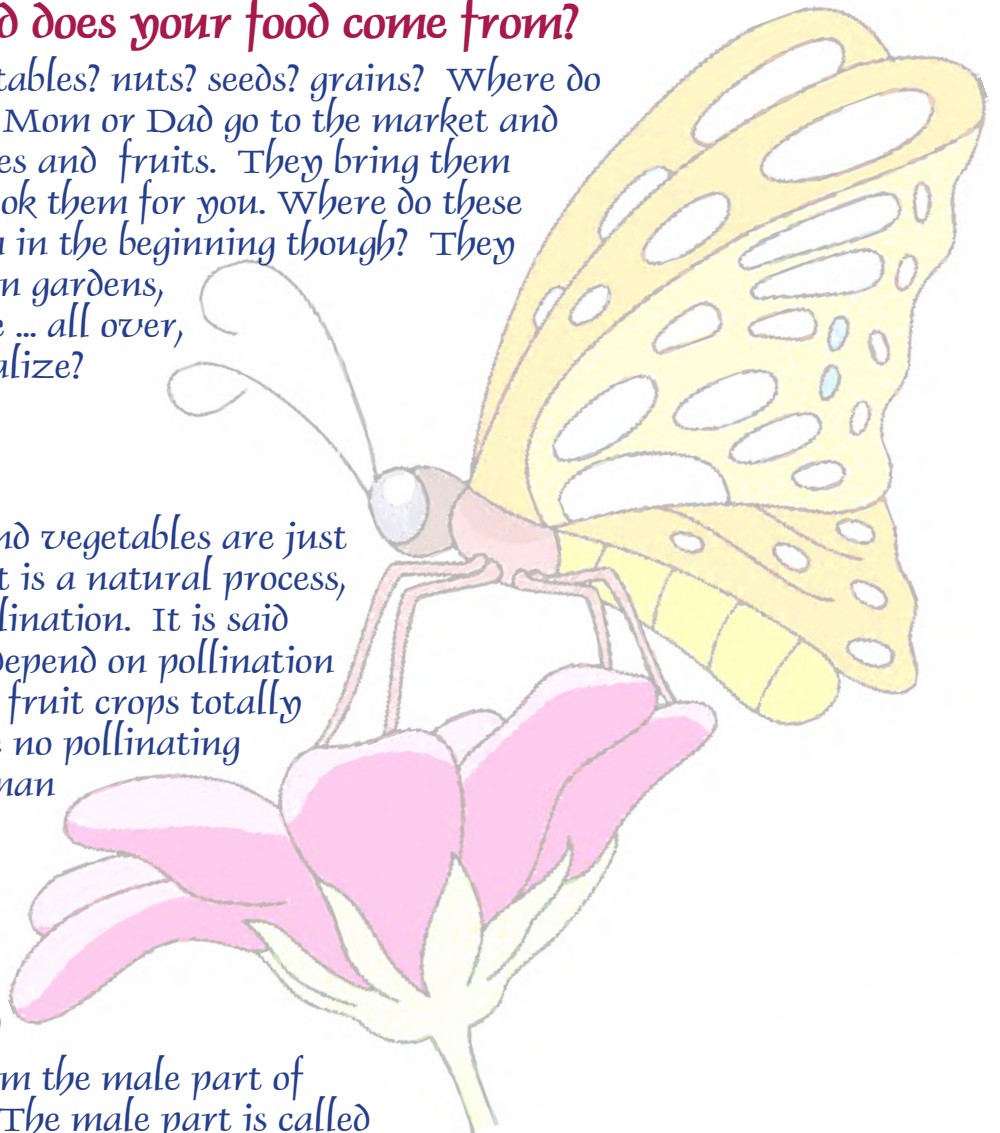 d does your food come from?
tables? nuts? seeds? grains? Where do
Mom or Dad go to the market and
es and fruits. They bring them
ok them for you. Where do these
in the beginning though? They
n gardens,
e ... all over,
alize?
nd vegetables are just
t is a natural process,
lination. It is said
depend on pollination
fruit crops totally
no pollinating
man
m the male part of
The male part is called